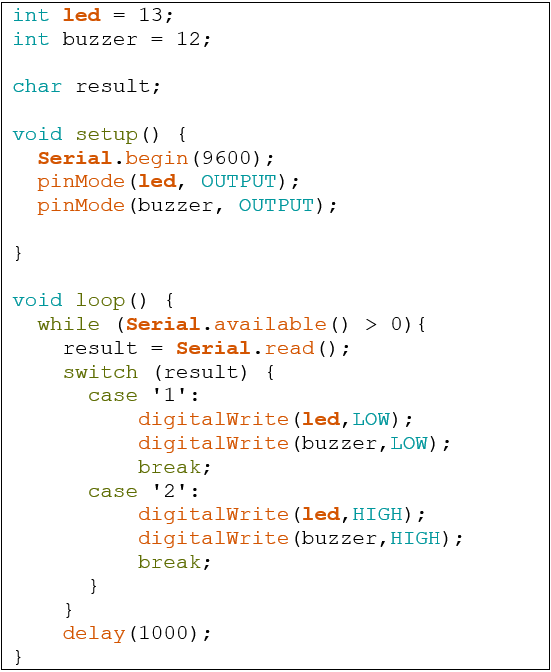 int led = 13;
int buzzer = 12;

char result;

void setup() {
  Serial.begin(9600);
  pinMode(led, OUTPUT);
  pinMode(buzzer, OUTPUT);

}

void loop() {
  while (Serial.available() > 0){
    result = Serial.read();
    switch (result) {
      case '1':
          digitalWrite(led,LOW);
          digitalWrite(buzzer,LOW);
          break;
      case '2':
          digitalWrite(led,HIGH);
          digitalWrite(buzzer,HIGH);
          break;
      }
    }
    delay(1000);
}